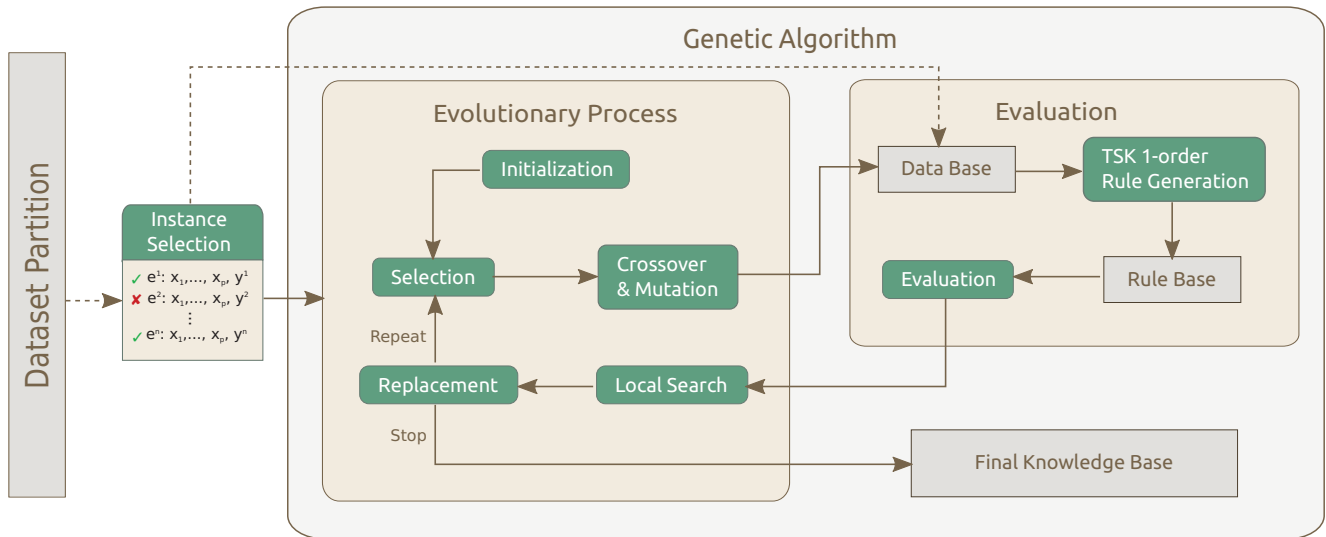 Dataset Partition
Instance
Selection
✓ e¹: x₁,..., xₚ, y¹
✘ e²: x₁,..., xₚ, y²
⋮
✓ eⁿ: x₁,..., xₚ, yⁿ
Genetic Algorithm
Evolutionary Process
Initialization
Selection
Crossover
& Mutation
Repeat
Replacement
Local Search
Stop
Evaluation
Data Base
TSK 1-order
Rule Generation
Evaluation
Rule Base
Final Knowledge Base